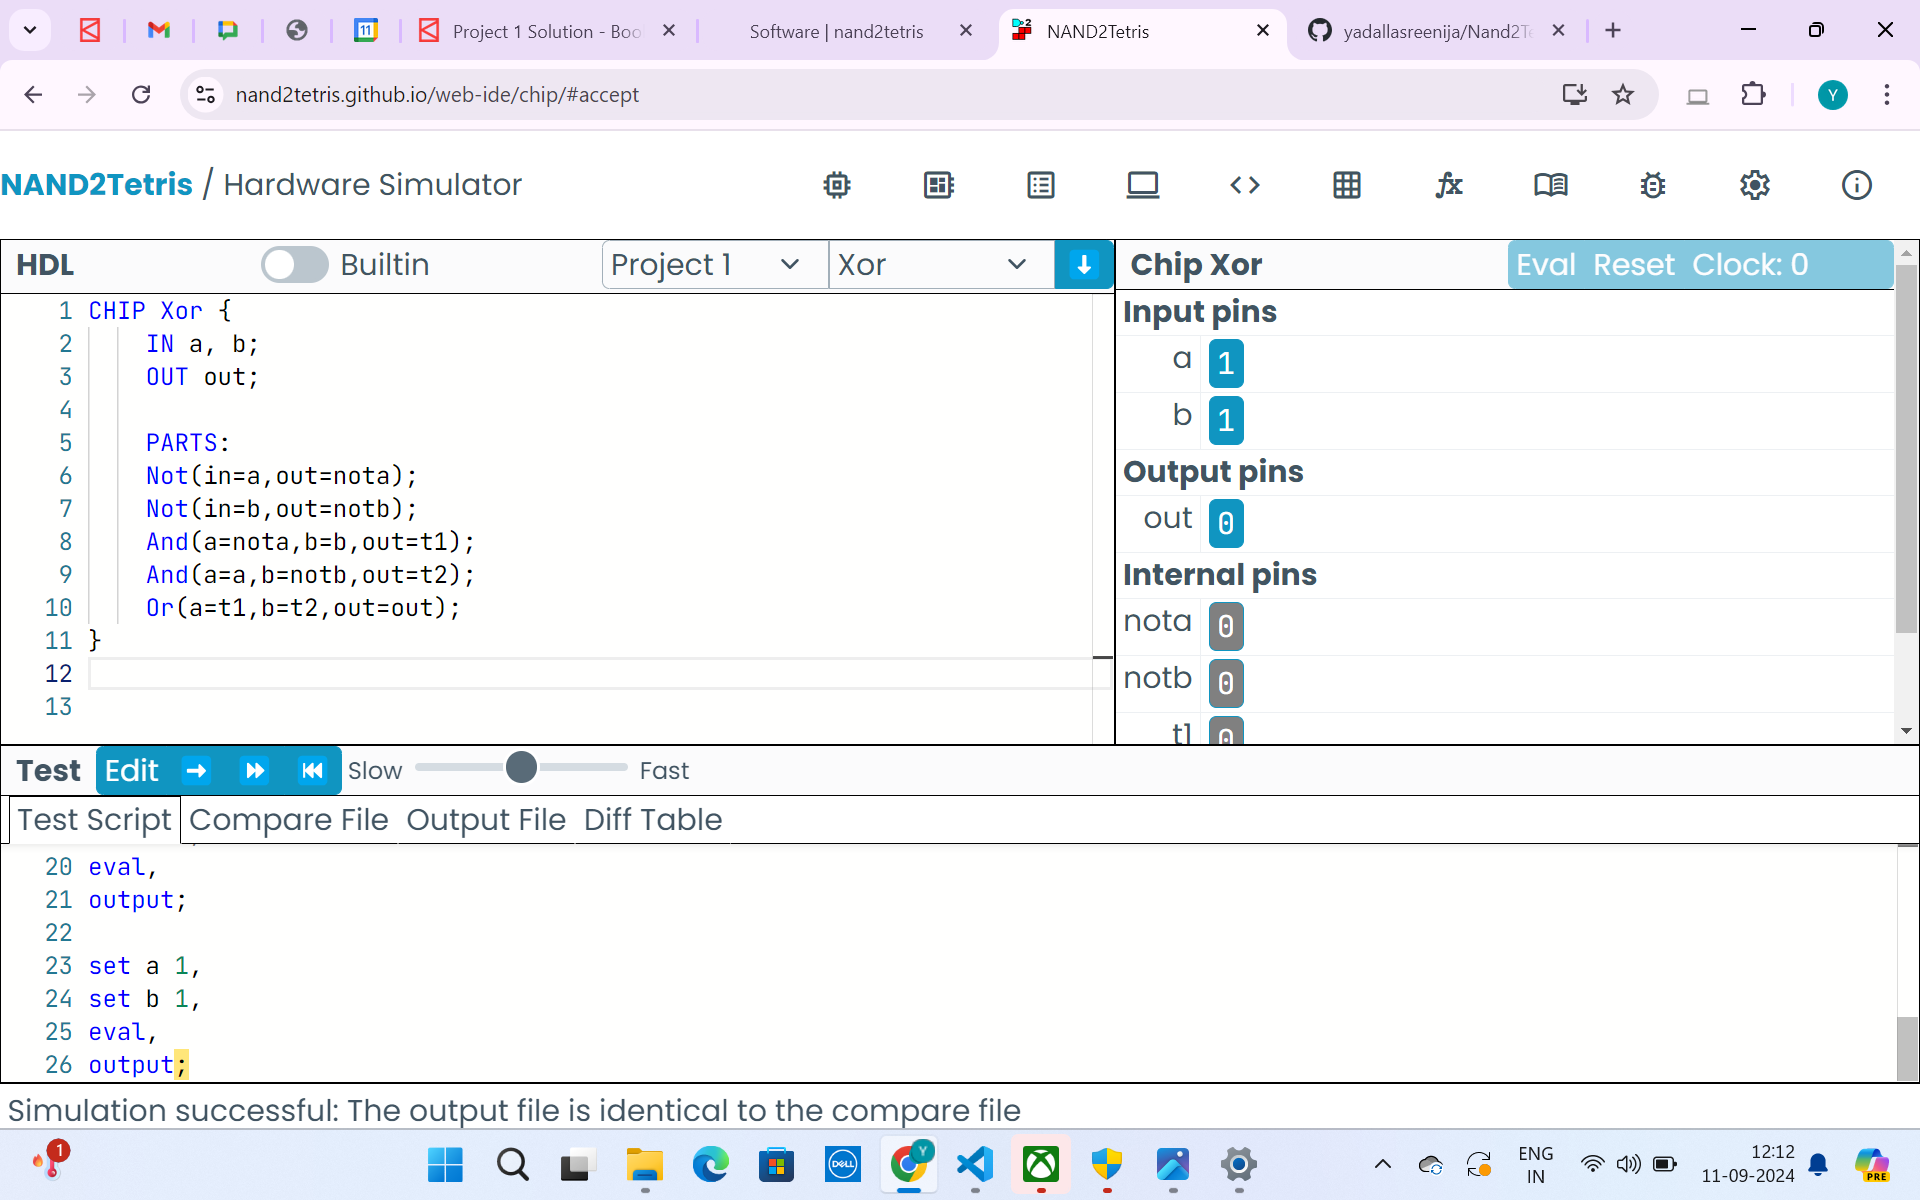 Project 1 Solution - Boo
Software | nand2tetris
NAND2Tetris
yadallasreenija/Nand2Te
nand2tetris.github.io/web-ide/chip/#accept
Y
NAND2Tetris / Hardware Simulator
HDL Builtin Project 1 Xor
Chip Xor Eval Reset Clock: 0
1 CHIP Xor {
2 IN a, b;
3 OUT out;
4
5 PARTS:
6 Not(in=a,out=nota);
7 Not(in=b,out=notb);
8 And(a=nota,b=b,out=t1);
9 And(a=a,b=notb,out=t2);
10 Or(a=t1,b=t2,out=out);
11 }
12
13
Input pins
a 1
b 1
Output pins
out 0
Internal pins
nota 0
notb 0
t1 0
Test Edit Slow Fast
Test Script Compare File Output File Diff Table
20 eval,
21 output;
22
23 set a 1,
24 set b 1,
25 eval,
26 output;
Simulation successful: The output file is identical to the compare file
1
DELL
Y
ENG
IN
12:12
11-09-2024
PRE